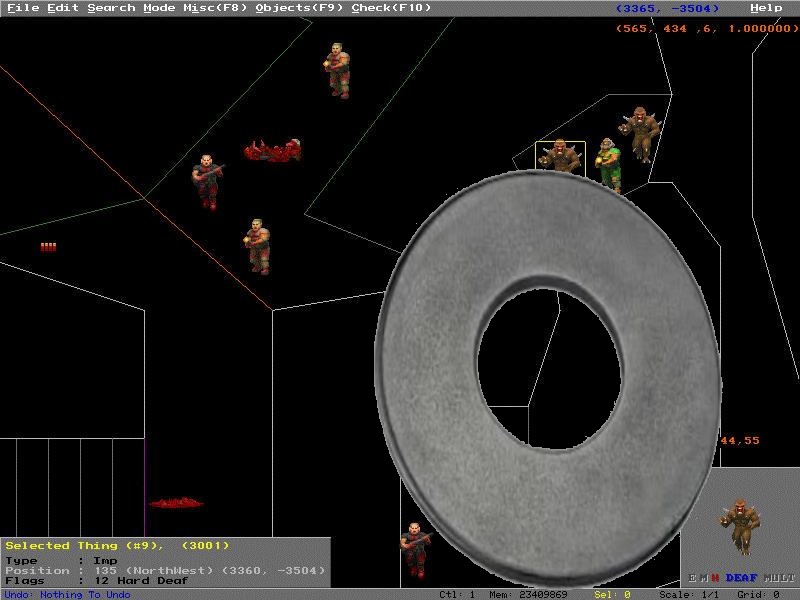 File Edit Search Mode Misc(F8) Objects(F9) Check(F10) (3365, -3504) Help
(565, 434 ,6, 1.000000)
44,55
Selected Thing (#9), (3001)
Type : Imp
Position : 135 (NorthWest) (3360, -3504)
Flags : 12 Hard Deaf
E M H DEAF MULT
Undo: Nothing To Undo Ctl: 1 Mem: 23409869 Sel: 0 Scale: 1/1 Grid: 0